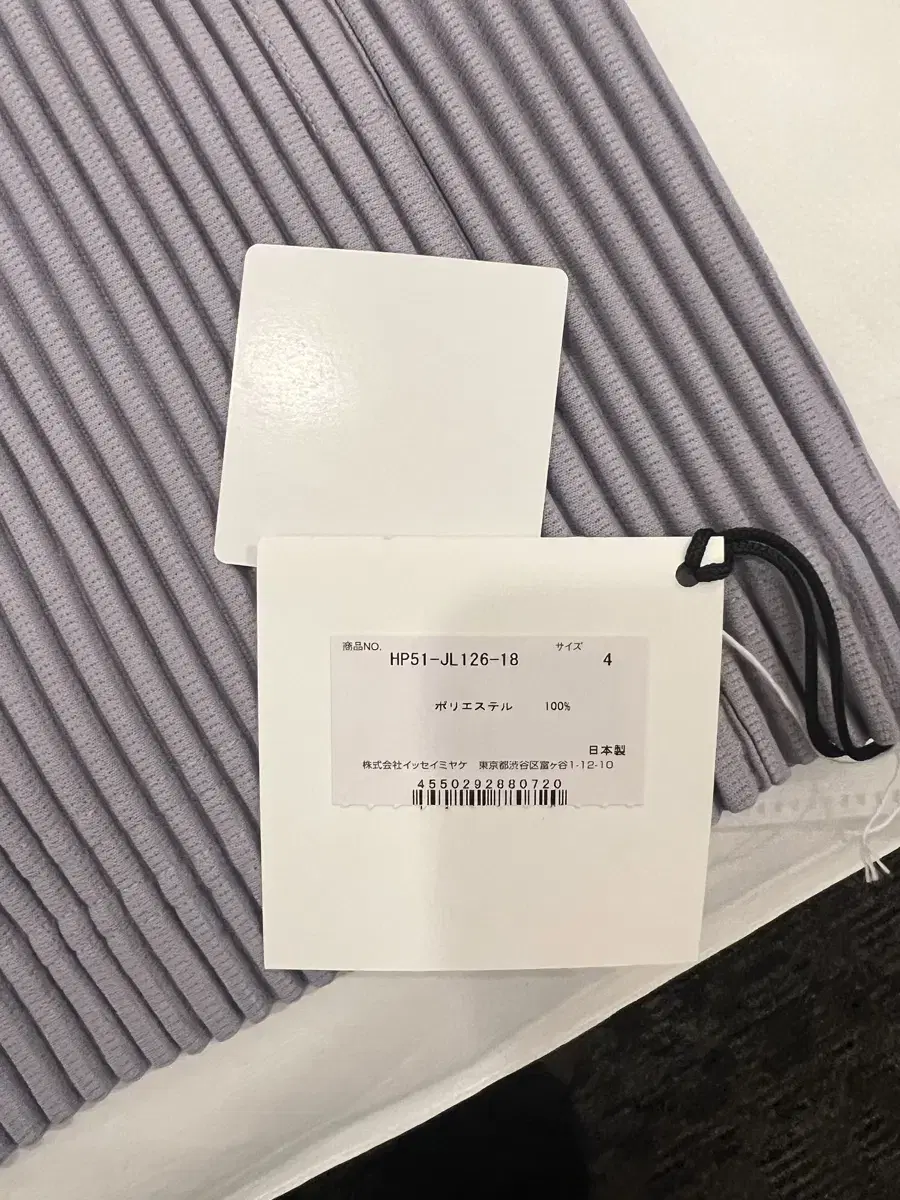 商品NO. サイズ
HP51-JL126-18 4
ポリエステル 100%
日本製
株式会社イッセイミヤケ 東京都渋谷区富ヶ谷1-12-10
4550292880720